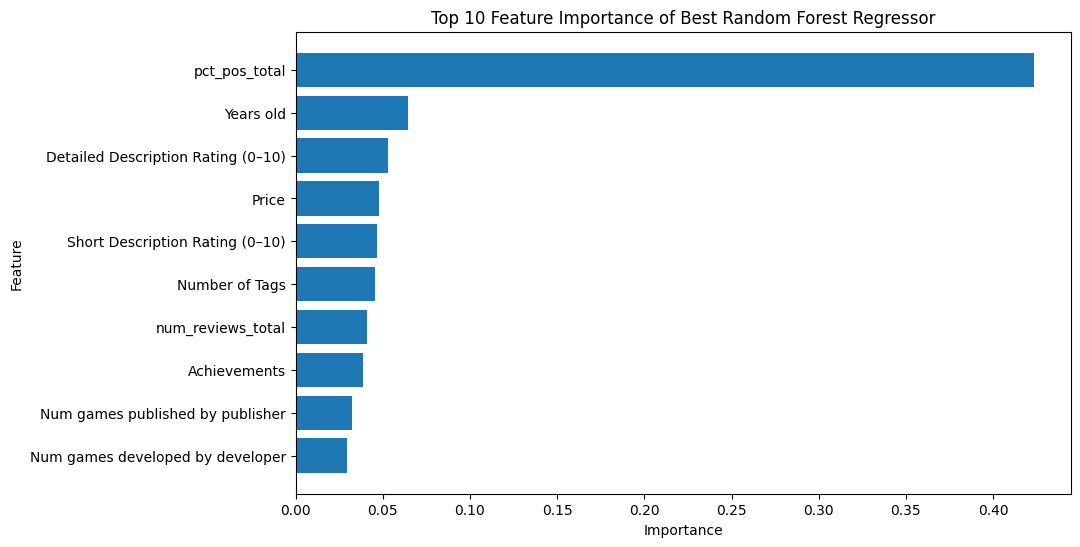 Top 10 Feature Importance of Best Random Forest Regressor
Feature
pct_pos_total
Years old
Detailed Description Rating (0–10)
Price
Short Description Rating (0–10)
Number of Tags
num_reviews_total
Achievements
Num games published by publisher
Num games developed by developer
0.00 0.05 0.10 0.15 0.20 0.25 0.30 0.35 0.40
Importance